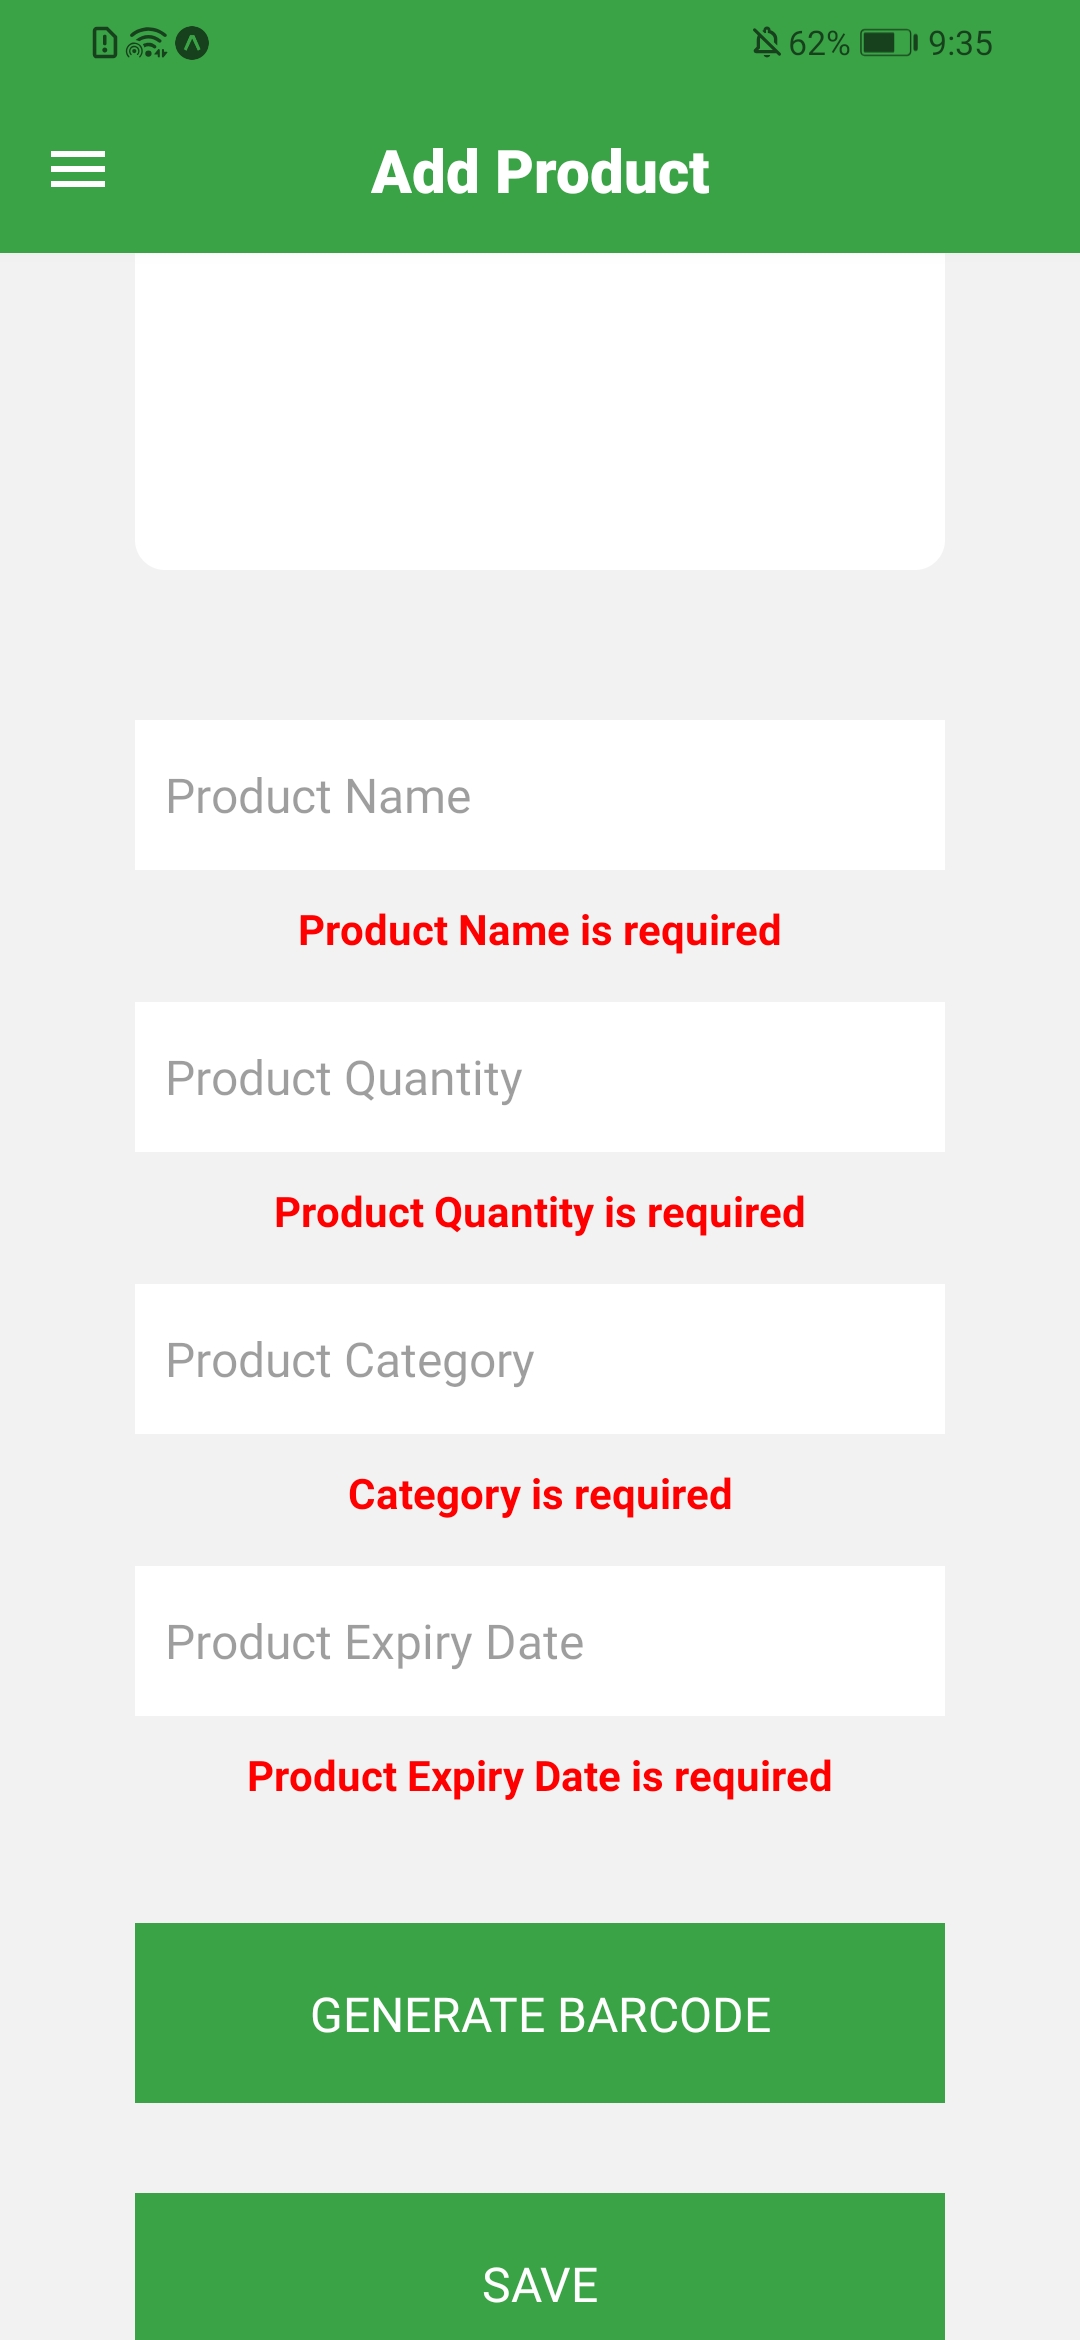 62% 9:35
Add Product
Product Name
Product Name is required
Product Quantity
Product Quantity is required
Product Category
Category is required
Product Expiry Date
Product Expiry Date is required
GENERATE BARCODE
SAVE